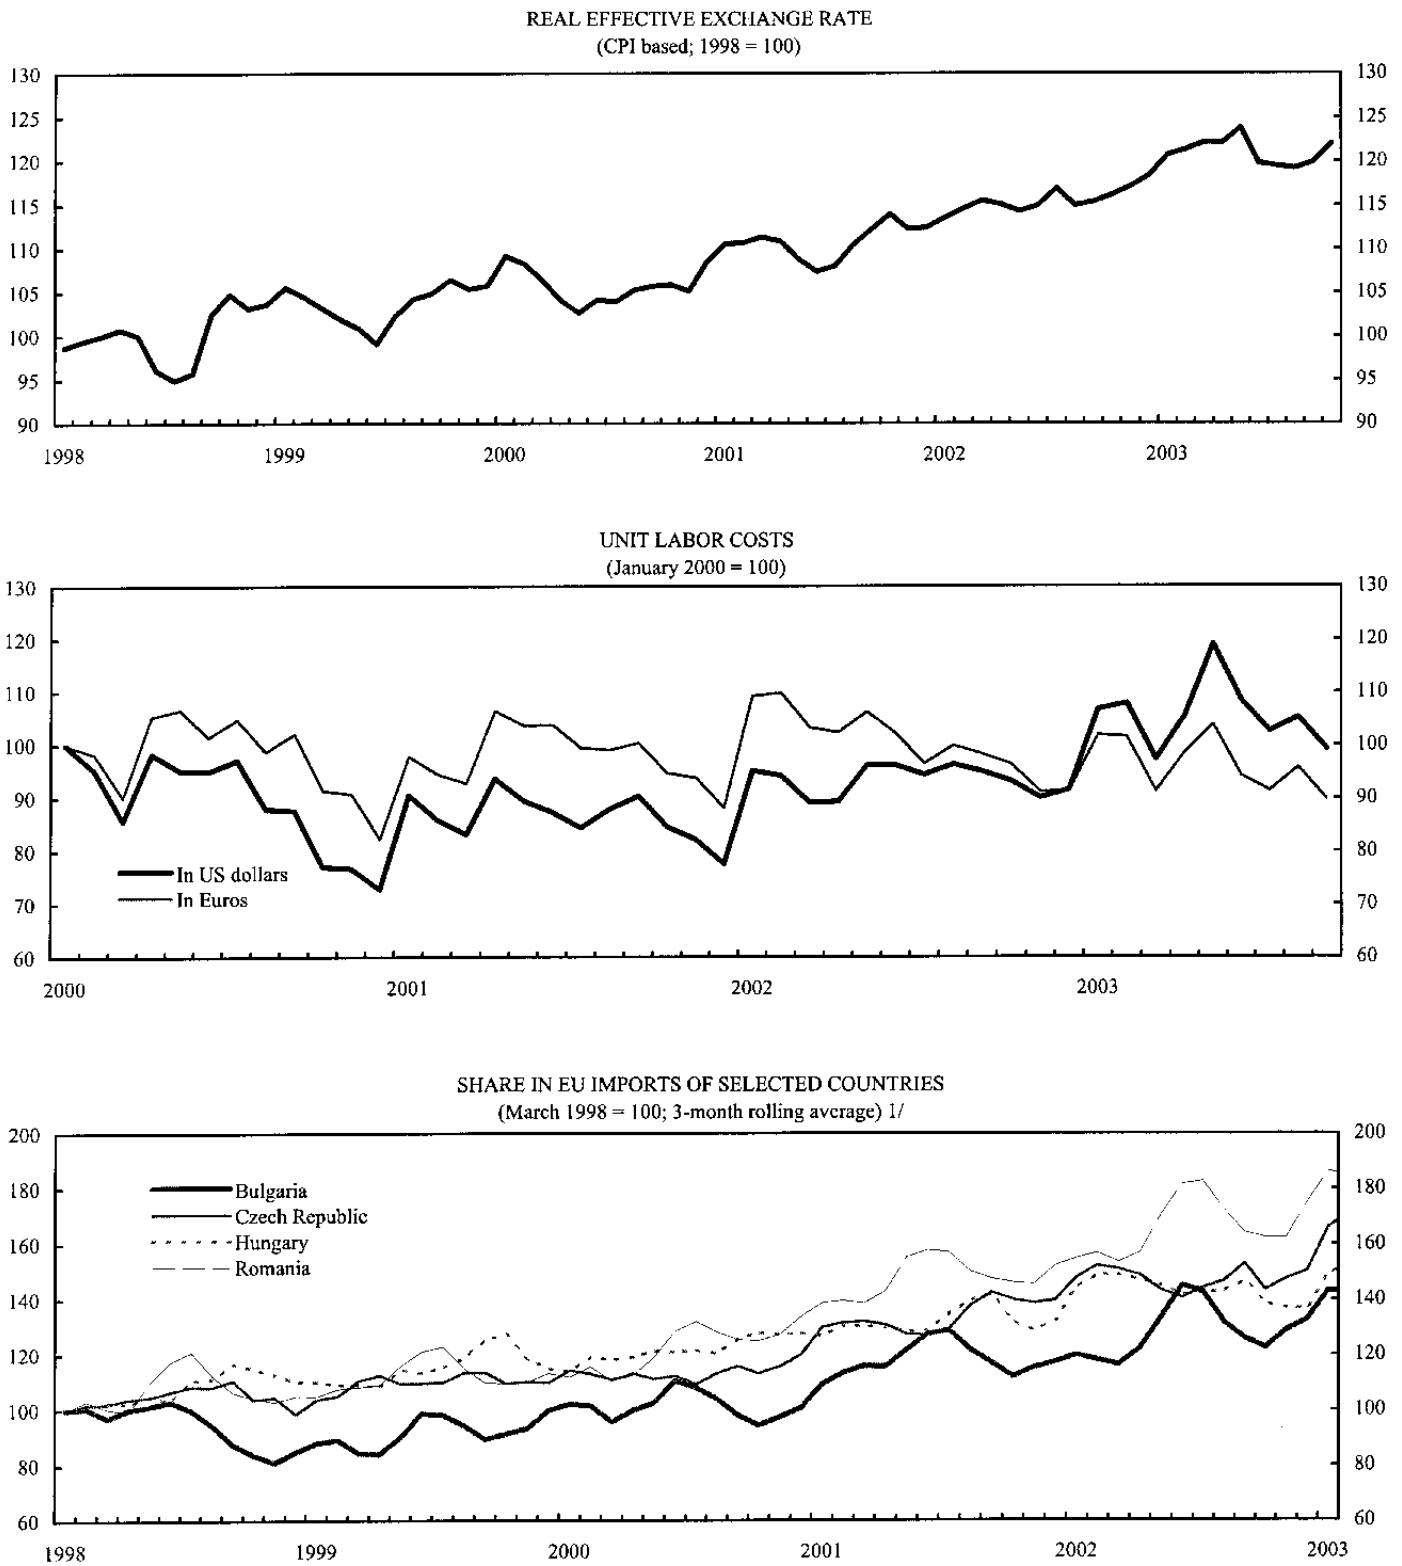 REAL EFFECTIVE EXCHANGE RATE
(CPI based; 1998 = 100)
130 130
125 125
120 120
115 115
110 110
105 105
100 100
95 95
90 90
1998 1999 2000 2001 2002 2003
UNIT LABOR COSTS
(January 2000 = 100)
130 130
120 120
110 110
100 100
90 90
80 80
In US dollars
In Euros
70 70
60 60
2000 2001 2002 2003
SHARE IN EU IMPORTS OF SELECTED COUNTRIES
(March 1998 = 100; 3-month rolling average) 1/
200 200
180 180
Bulgaria
Czech Republic
Hungary
Romania
160 160
140 140
120 120
100 100
80 80
60 60
1998 1999 2000 2001 2002 2003